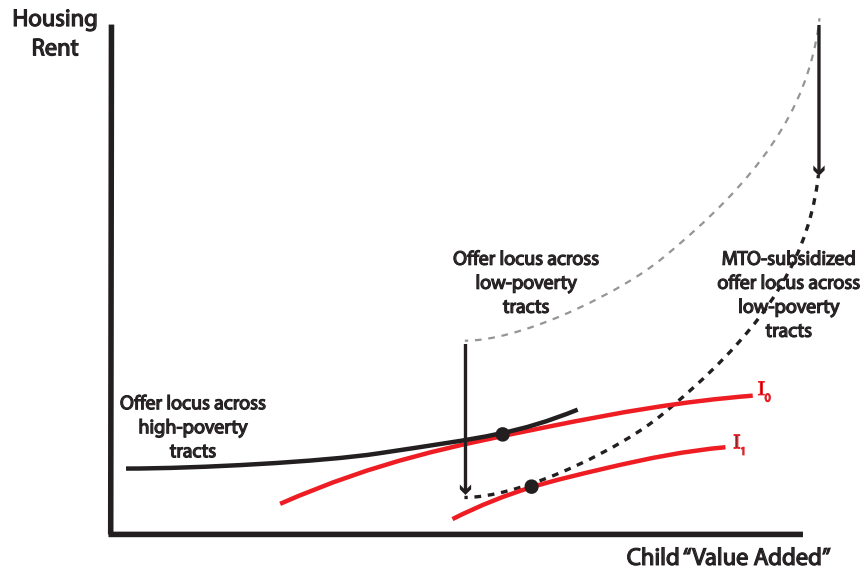 Housing
Rent
Offer locus across
low-poverty
tracts
MTO-subsidized
offer locus across
low-poverty
tracts
Offer locus across
high-poverty
tracts
I₀
I₁
Child “Value Added”